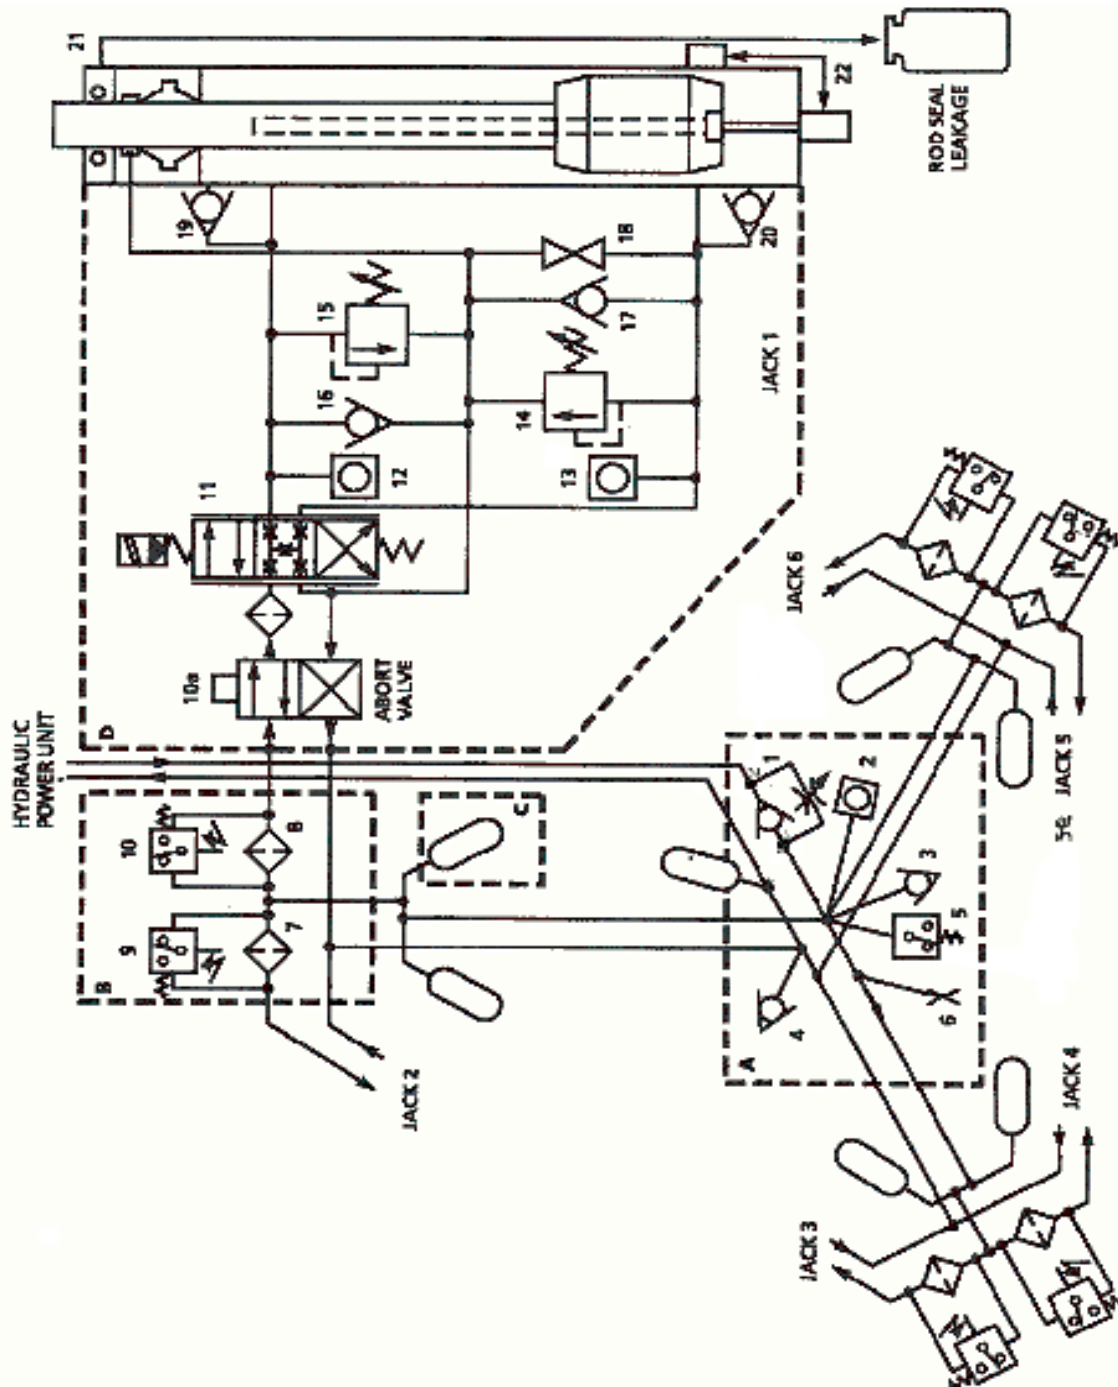 HYDRAULIC
POWER UNIT
21
22
ROD SEAL
LEAKAGE
19
20
18
17
15
16
14
12
13
11
JACK 1
10a
ABORT
VALVE
D
10
9
8
7
B
C
JACK 2
A
1
2
3
4
5
6
JACK 6
JACK 5
JACK 3
JACK 4